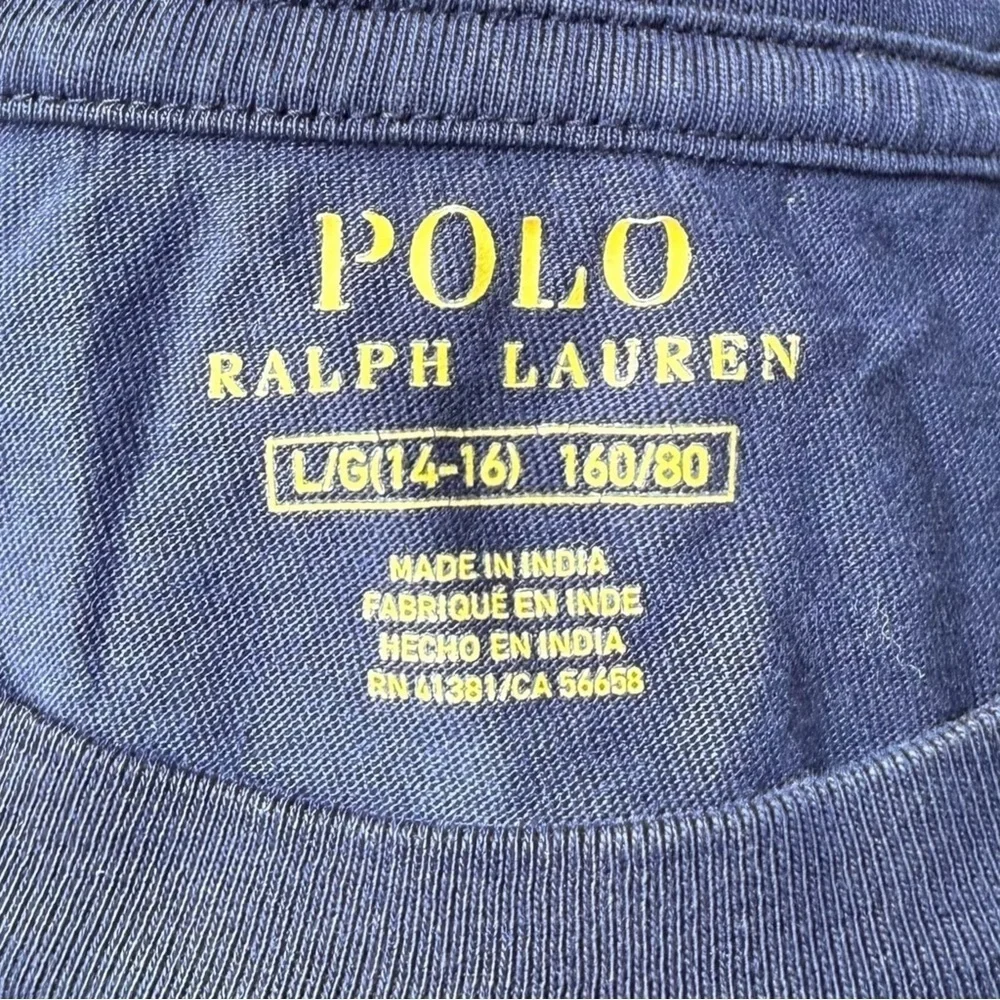 POLO
RALPH LAUREN
L/G(14-16) 160/80
MADE IN INDIA
FABRIQUÉ EN INDE
HECHO EN INDIA
RN 41381/CA 56658